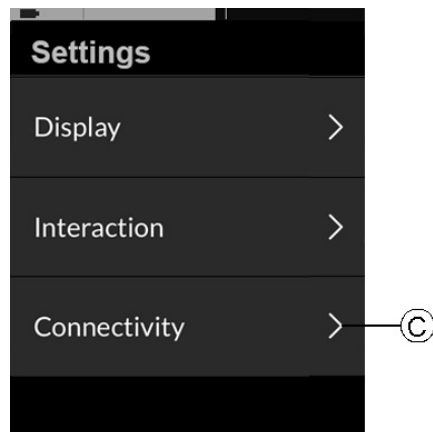 Settings
Display
Interaction
Connectivity
C